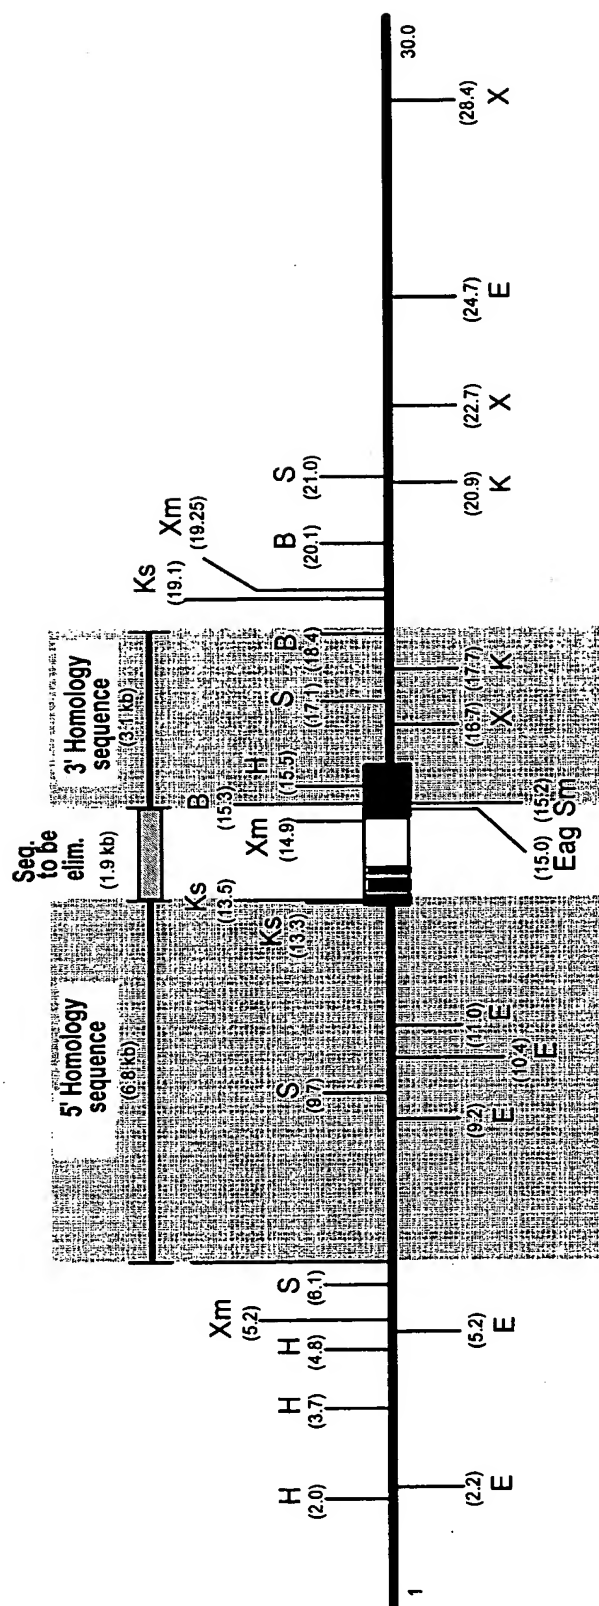 Seq.
to be
elim.
(1.9 kb)
5' Homology
sequence
(6.8 kb)
3' Homology
sequence
(3.1 kb)
H
(2.0)
H
(3.7)
H
(4.8)
Xm
(5.2)
S
(6.1)
S
(9.7)
Ks
(13.3)
Ks
(13.5)
Xm
(14.9)
B
(15.3)
H
(15.5)
S
(17.1)
B
(18.4)
Ks
(19.1)
Xm
(19.25)
B
(20.1)
S
(21.0)
1
30.0
(2.2)
E
(5.2)
E
(9.2)
E
(10.4)
E
(11.0)
E
(15.0)
Eag
(15.2)
Sm
(16.7)
X
(17.7)
K
(20.9)
K
(22.7)
X
(24.7)
E
(28.4)
X